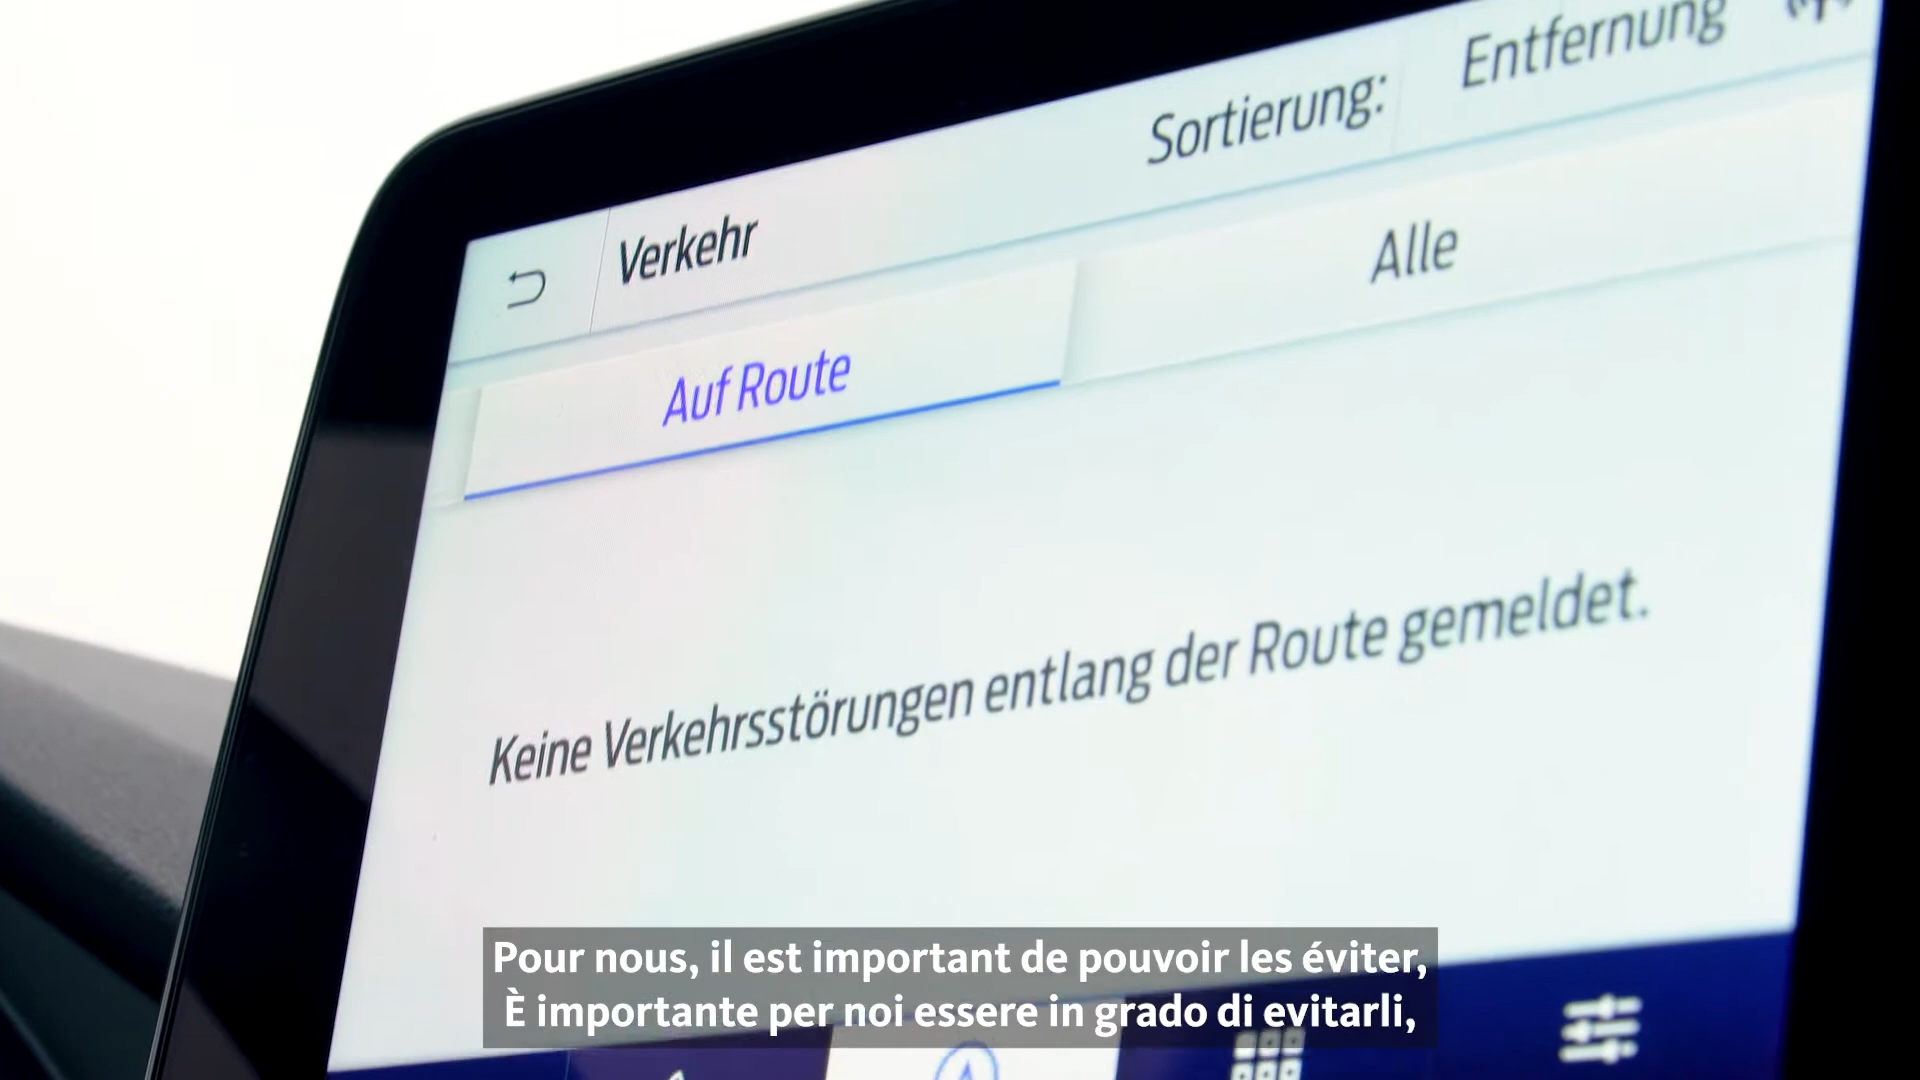 Verkehr
Sortierung:
Entfernung
Auf Route
Alle
Keine Verkehrsstörungen entlang der Route gemeldet.
Pour nous, il est important de pouvoir les éviter,
È importante per noi essere in grado di evitarli,